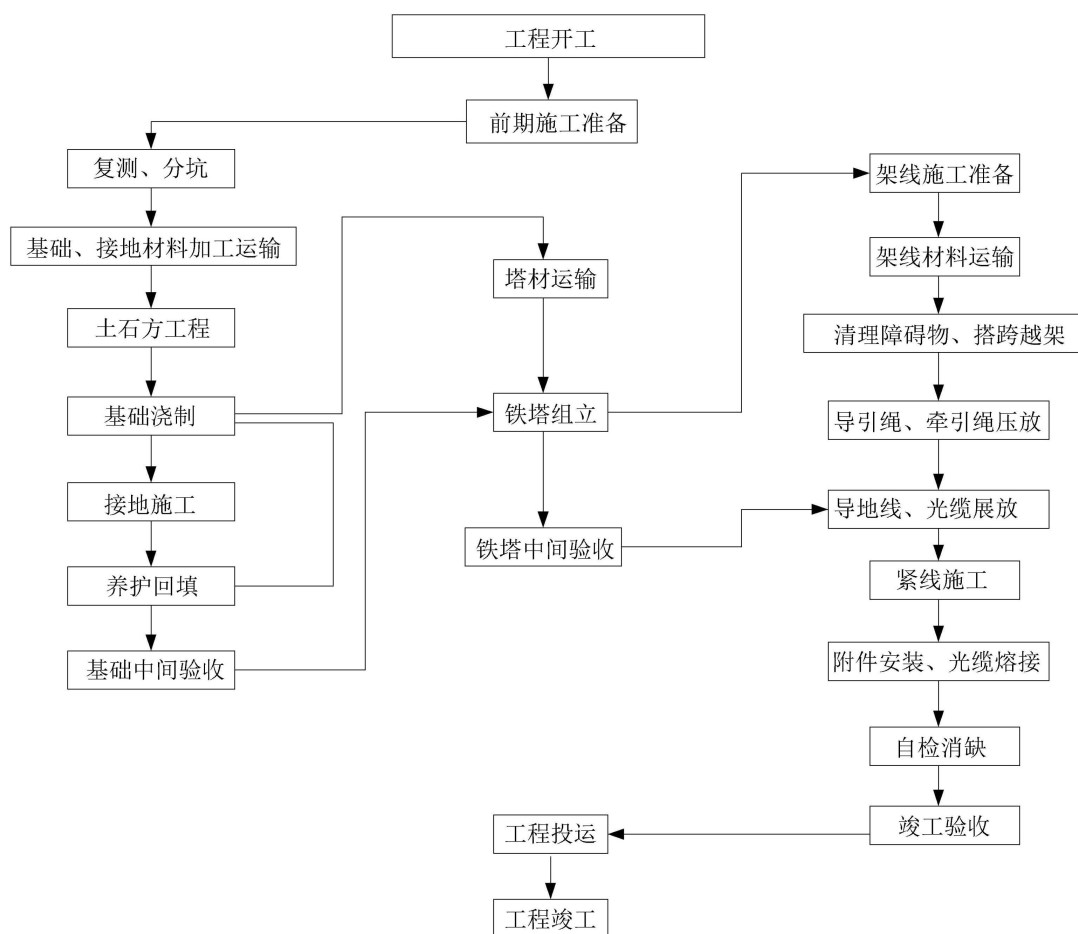 工程开工
前期施工准备
复测、分坑
基础、接地材料加工运输
土石方工程
基础浇制
接地施工
养护回填
基础中间验收
塔材运输
铁塔组立
铁塔中间验收
架线施工准备
架线材料运输
清理障碍物、搭跨越架
导引绳、牵引绳压放
导地线、光缆展放
紧线施工
附件安装、光缆熔接
自检消缺
竣工验收
工程投运
工程竣工